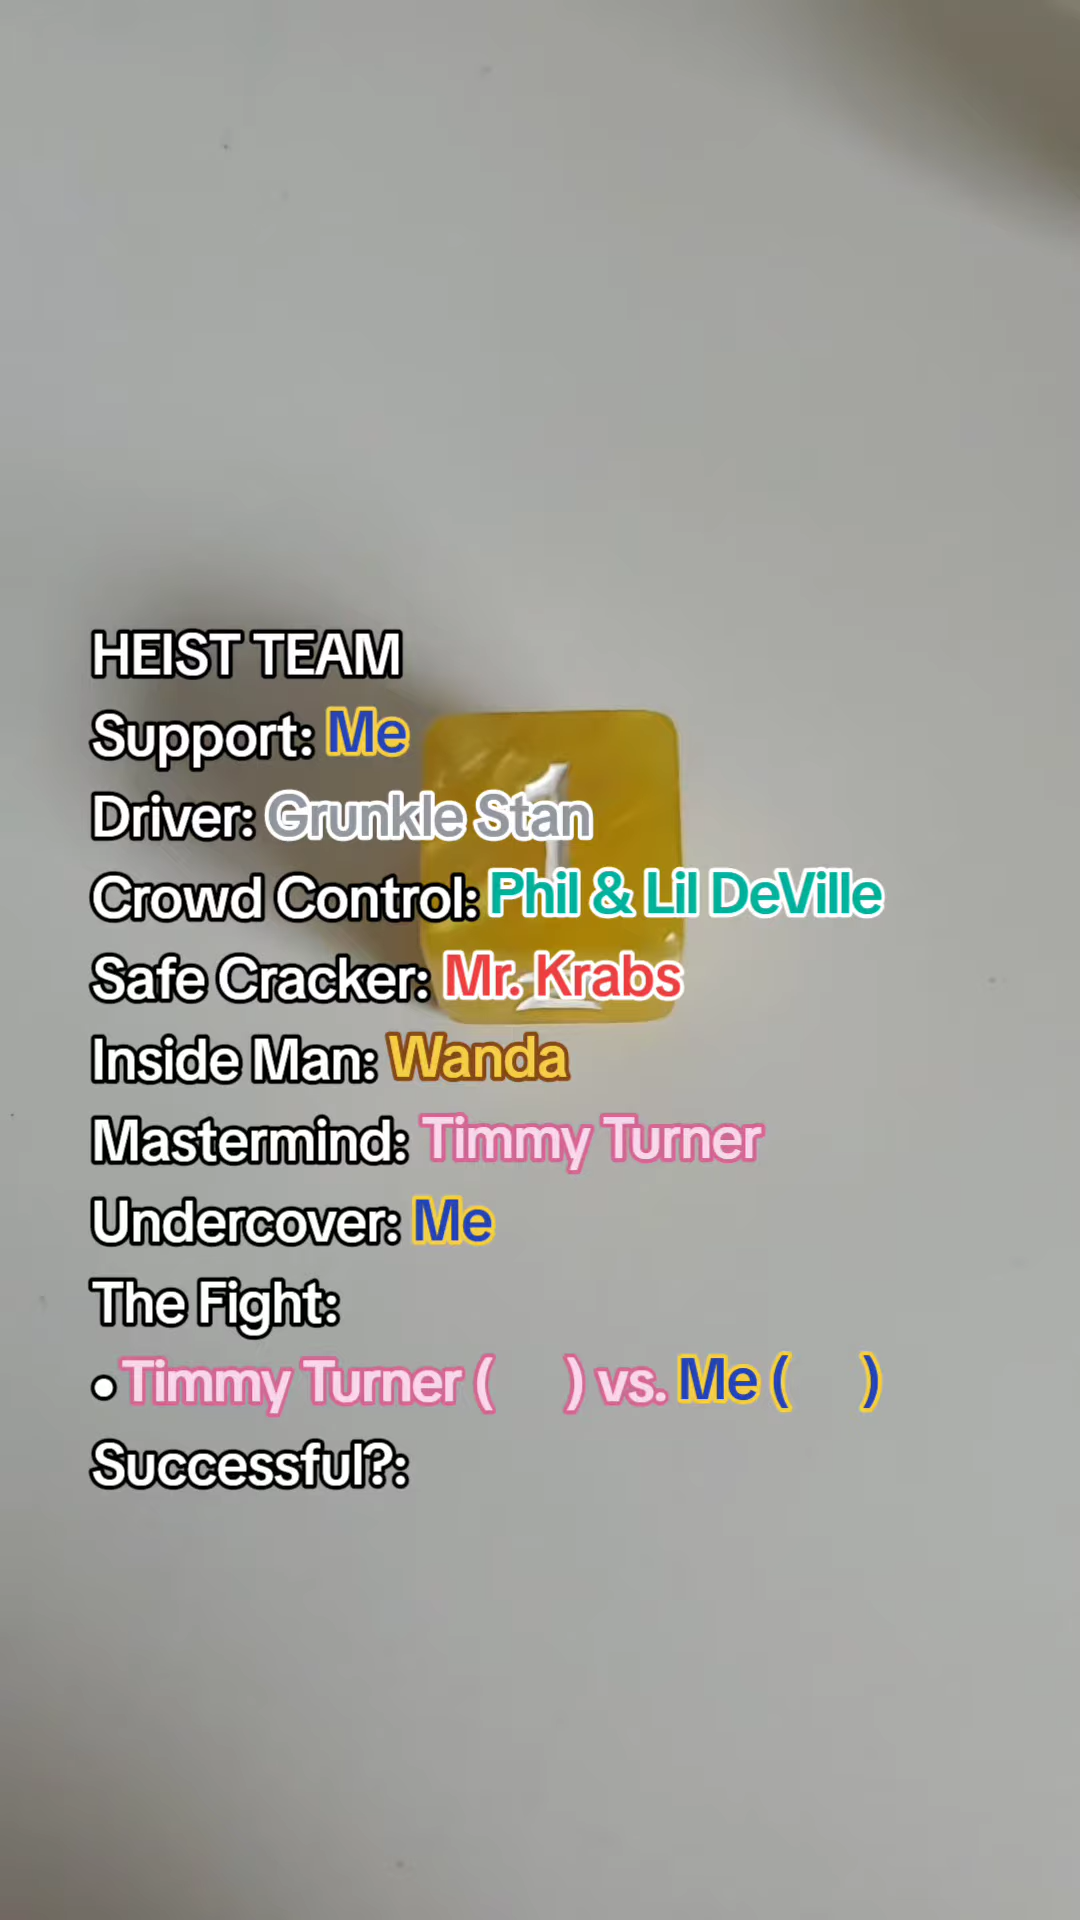 HEIST TEAM
Support: Me
Driver: Grunkle Stan
Crowd Control: Phil & Lil DeVille
Safe Cracker: Mr. Krabs
Inside Man: Wanda
Mastermind: Timmy Turner
Undercover: Me
The Fight:
•Timmy Turner (      ) vs. Me (      )
Successful?:
1